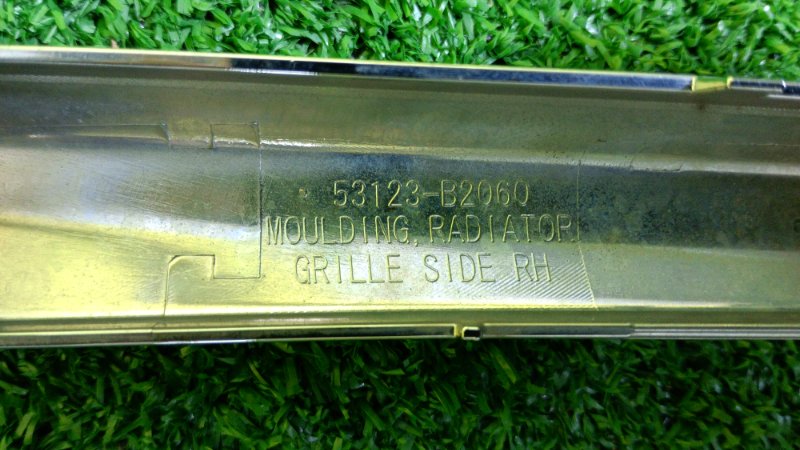 53123-B2060
MOULDING, RADIATOR
GRILLE SIDE RH